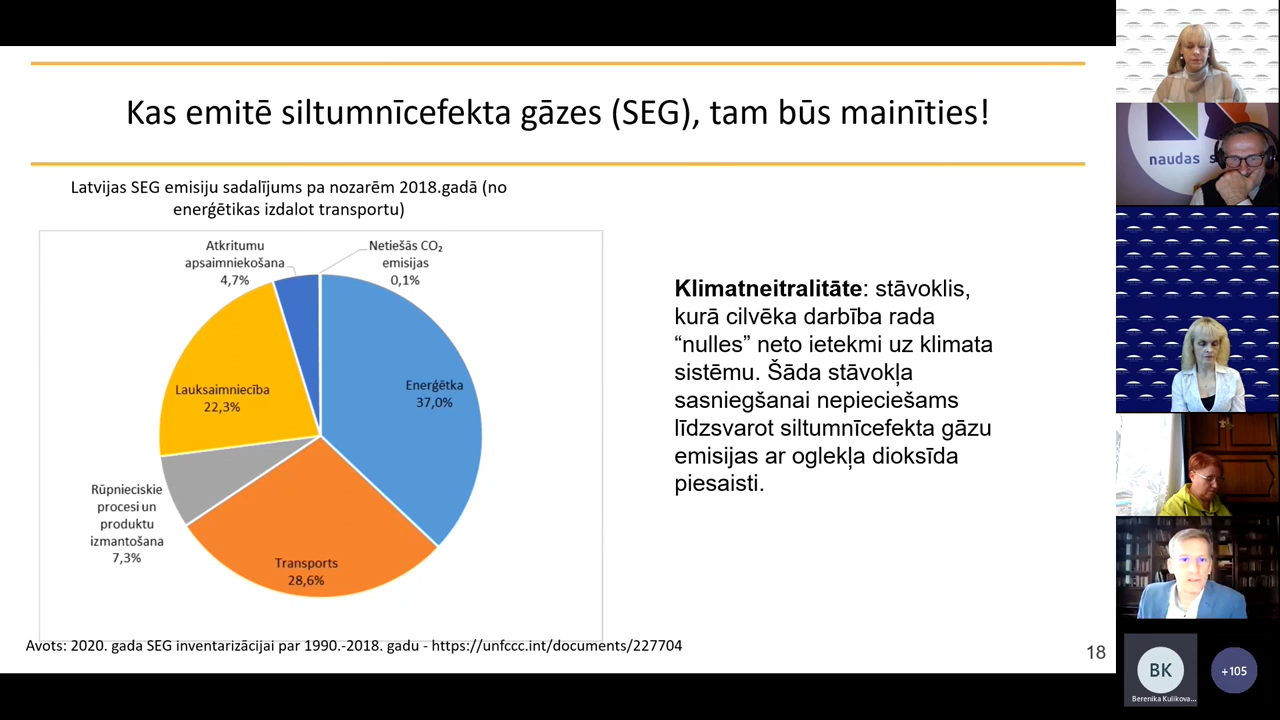 Kas emitē siltumnīcefekta gāzes (SEG), tam būs mainīties!
Latvijas SEG emisiju sadalījums pa nozarēm 2018.gadā (no
enerģētikas izdalot transportu)
Atkritumu
apsaimniekošana
4,7%
Netiešās CO₂
emisijas
0,1%
Enerģētka
37,0%
Lauksaimniecība
22,3%
Rūpnieciskie
procesi un
produktu
izmantošana
7,3%
Transports
28,6%
Klimatneitralitāte: stāvoklis,
kurā cilvēka darbība rada
“nulles” neto ietekmi uz klimata
sistēmu. Šāda stāvokļa
sasniegšanai nepieciešams
līdzsvarot siltumnīcefekta gāzu
emisijas ar oglekļa dioksīda
piesaisti.
Avots: 2020. gada SEG inventarizācijai par 1990.-2018. gadu - https://unfccc.int/documents/227704
18
naudas s
BK
Berenika Kulikova...
+105